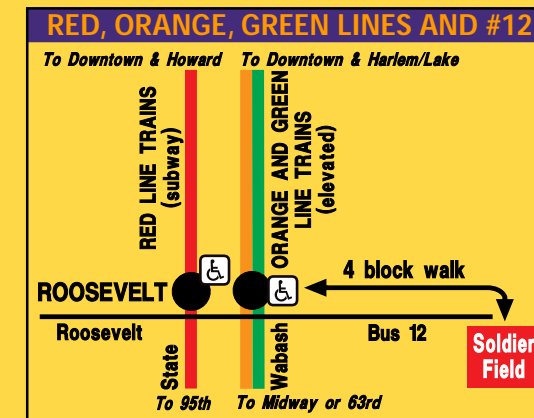 RED, ORANGE, GREEN LINES AND #12
To Downtown & Howard
To Downtown & Harlem/Lake
RED LINE TRAINS
(subway)
ORANGE AND GREEN
LINE TRAINS
(elevated)
ROOSEVELT
4 block walk
Roosevelt
Bus 12
State
Wabash
Soldier
Field
To 95th
To Midway or 63rd